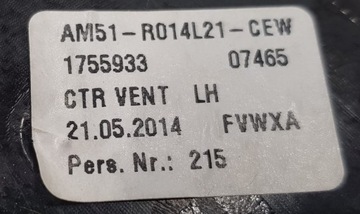 AM51-R014L21-CEW
1755933 07465
CTR VENT LH
21.05.2014 FVWXA
Pers. Nr.: 215